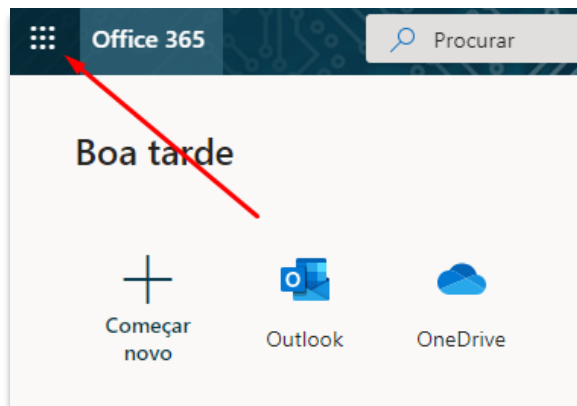 Office 365
Procurar
Boa tarde
Começar
novo
Outlook
OneDrive